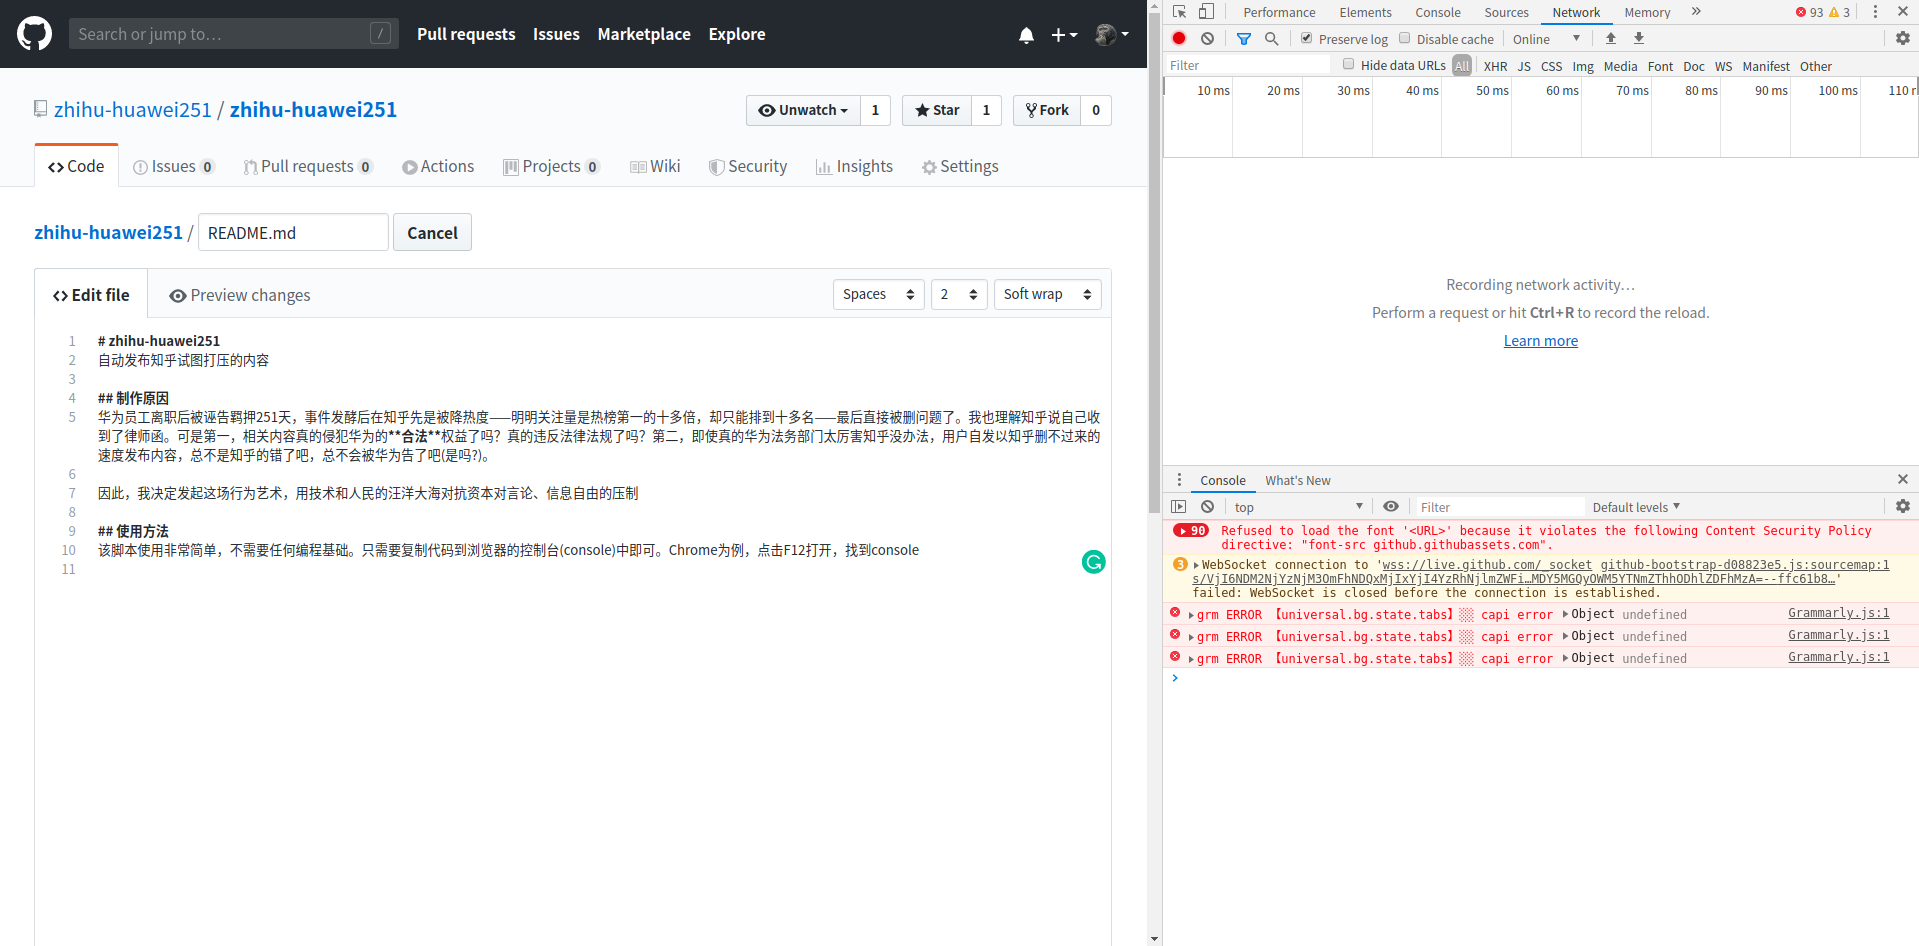 Search or jump to…
/
Pull requests
Issues
Marketplace
Explore
zhihu-huawei251 / zhihu-huawei251
Unwatch 1
Star 1
Fork 0
Code
Issues 0
Pull requests 0
Actions
Projects 0
Wiki
Security
Insights
Settings
zhihu-huawei251 / README.md Cancel
Edit file
Preview changes
Spaces
2
Soft wrap
1 # zhihu-huawei251
2 自动发布知乎试图打压的内容
3
4 ## 制作原因
5 华为员工离职后被诬告羁押251天，事件发酵后在知乎先是被降热度——明明关注量是热榜第一的十多倍，却只能排到十多名——最后直接被删问题了。我也理解知乎说自己收
到了律师函。可是第一，相关内容真的侵犯华为的**合法**权益了吗？真的违反法律法规了吗？第二，即使真的华为法务部门太厉害知乎没办法，用户自发以知乎删不过来的
速度发布内容，总不是知乎的错了吧，总不会被华为告了吧(是吗?)。
6
7 因此，我决定发起这场行为艺术，用技术和人民的汪洋大海对抗资本对言论、信息自由的压制
8
9 ## 使用方法
10 该脚本使用非常简单，不需要任何编程基础。只需要复制代码到浏览器的控制台(console)中即可。Chrome为例，点击F12打开，找到console
11
Performance Elements Console Sources Network Memory » 93 3
Preserve log Disable cache Online
Filter Hide data URLs All XHR JS CSS Img Media Font Doc WS Manifest Other
10 ms 20 ms 30 ms 40 ms 50 ms 60 ms 70 ms 80 ms 90 ms 100 ms 110 r
Recording network activity…
Perform a request or hit Ctrl+R to record the reload.
Learn more
Console What's New
top Filter Default levels
90 Refused to load the font '<URL>' because it violates the following Content Security Policy
directive: "font-src github.githubassets.com".
3 WebSocket connection to 'wss://live.github.com/_socket github-bootstrap-d08823e5.js:sourcemap:1
s/VjI6NDM2NjYzNjM3OmFhNDQxMjIxYjI4YzRhNjlmZWFi…MDY5MGQyOWM5YTNmZThhODhlZDFhMzA=--ffc61b8…'
failed: WebSocket is closed before the connection is established.
grm ERROR 【universal.bg.state.tabs】░░ capi error Object undefined Grammarly.js:1
grm ERROR 【universal.bg.state.tabs】░░ capi error Object undefined Grammarly.js:1
grm ERROR 【universal.bg.state.tabs】░░ capi error Object undefined Grammarly.js:1